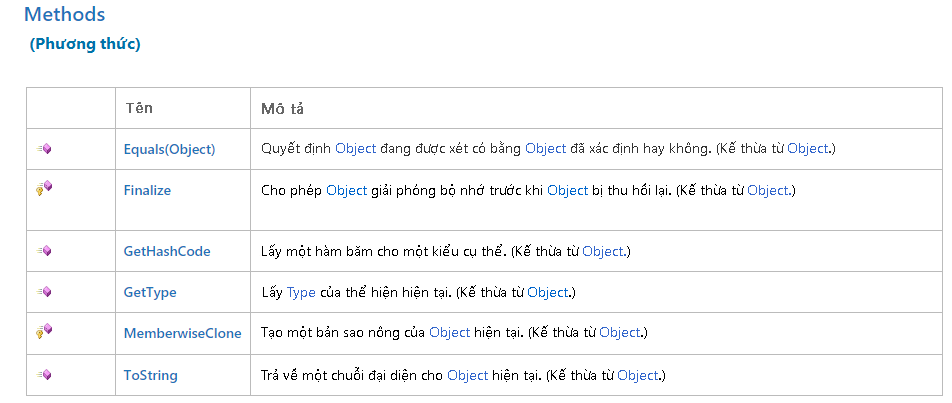 Methods
(Phương thức)
Tên Mô tả
Equals(Object) Quyết định Object đang được xét có bằng Object đã xác định hay không. (Kế thừa từ Object.)
Finalize Cho phép Object giải phóng bộ nhớ trước khi Object bị thu hồi lại. (Kế thừa từ Object.)
GetHashCode Lấy một hàm băm cho một kiểu cụ thể. (Kế thừa từ Object.)
GetType Lấy Type của thể hiện hiện tại. (Kế thừa từ Object.)
MemberwiseClone Tạo một bản sao nông của Object hiện tại. (Kế thừa từ Object.)
ToString Trả về một chuỗi đại diện cho Object hiện tại. (Kế thừa từ Object.)